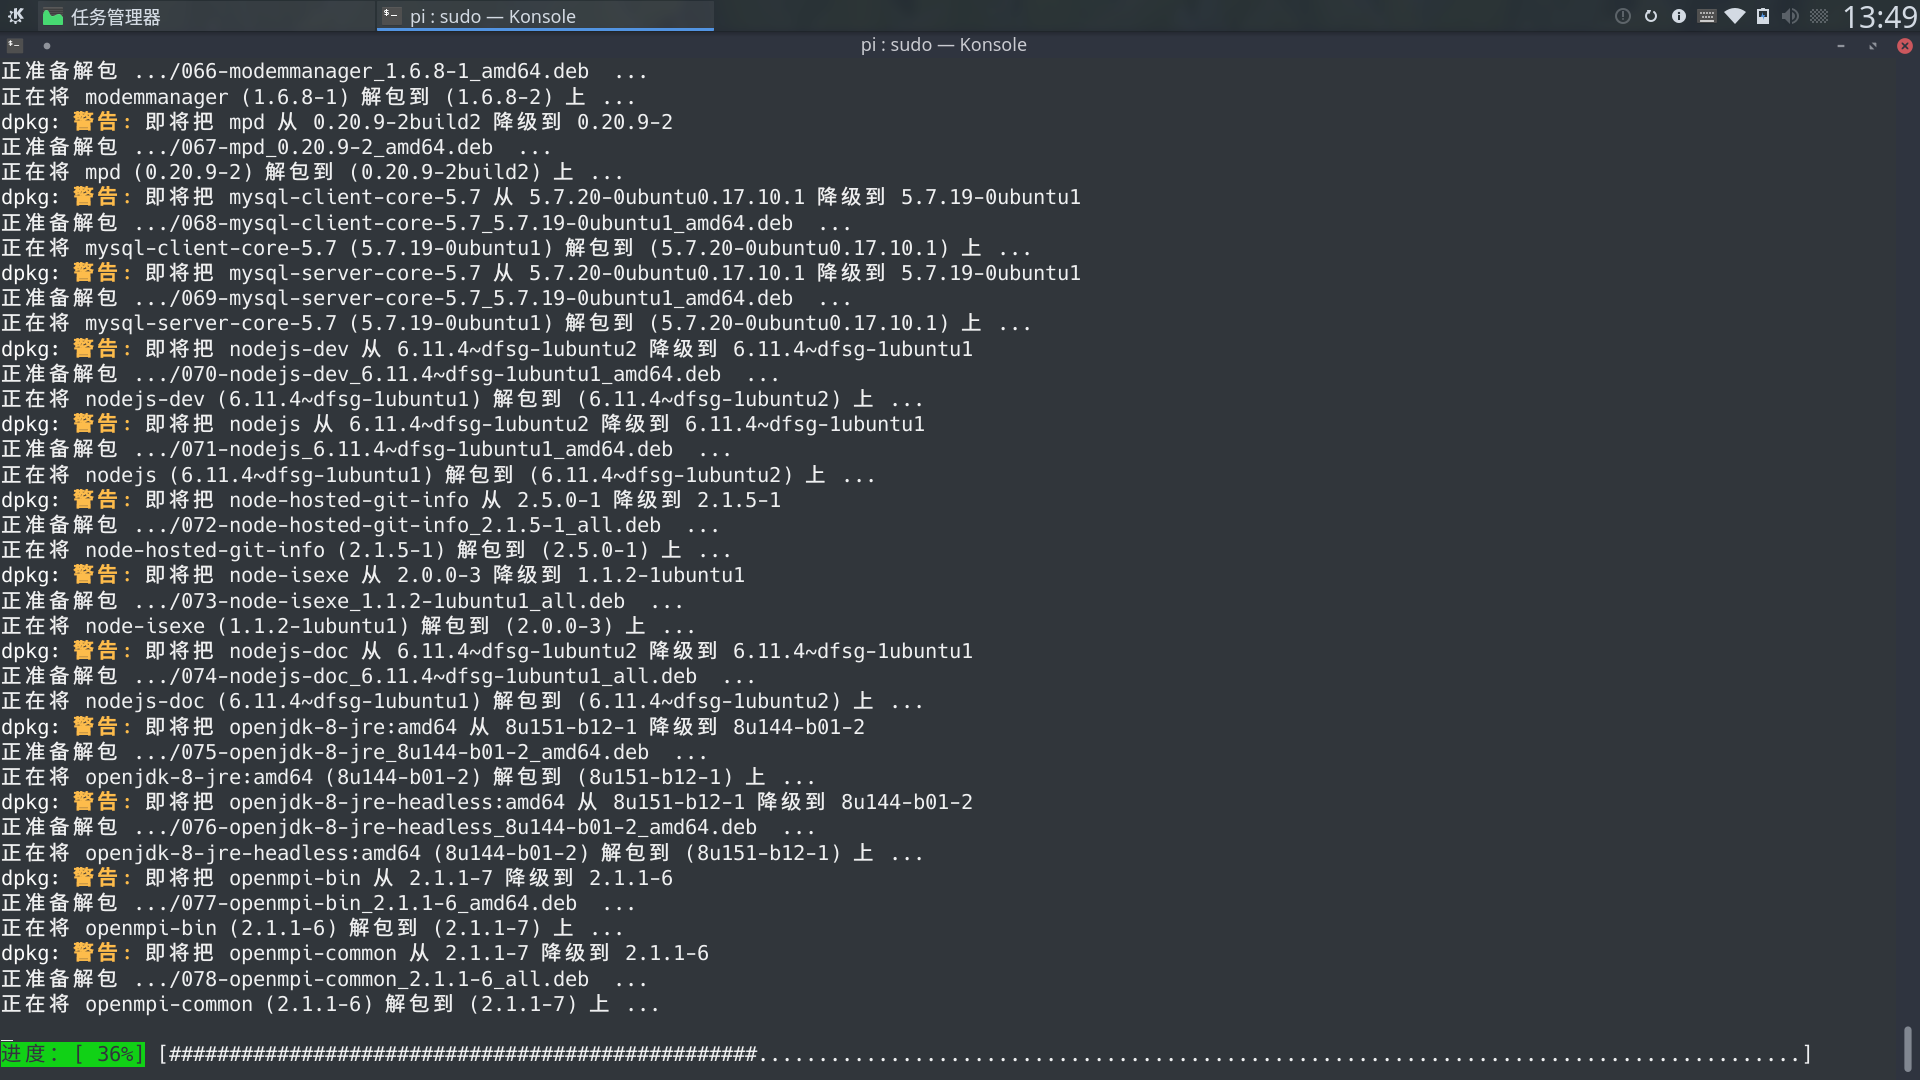 任务管理器
pi : sudo — Konsole
13:49
pi : sudo — Konsole
正准备解包 .../066-modemmanager_1.6.8-1_amd64.deb ...
正在将 modemmanager (1.6.8-1) 解包到 (1.6.8-2) 上 ...
dpkg: 警告: 即将把 mpd 从 0.20.9-2build2 降级到 0.20.9-2
正准备解包 .../067-mpd_0.20.9-2_amd64.deb ...
正在将 mpd (0.20.9-2) 解包到 (0.20.9-2build2) 上 ...
dpkg: 警告: 即将把 mysql-client-core-5.7 从 5.7.20-0ubuntu0.17.10.1 降级到 5.7.19-0ubuntu1
正准备解包 .../068-mysql-client-core-5.7_5.7.19-0ubuntu1_amd64.deb ...
正在将 mysql-client-core-5.7 (5.7.19-0ubuntu1) 解包到 (5.7.20-0ubuntu0.17.10.1) 上 ...
dpkg: 警告: 即将把 mysql-server-core-5.7 从 5.7.20-0ubuntu0.17.10.1 降级到 5.7.19-0ubuntu1
正准备解包 .../069-mysql-server-core-5.7_5.7.19-0ubuntu1_amd64.deb ...
正在将 mysql-server-core-5.7 (5.7.19-0ubuntu1) 解包到 (5.7.20-0ubuntu0.17.10.1) 上 ...
dpkg: 警告: 即将把 nodejs-dev 从 6.11.4~dfsg-1ubuntu2 降级到 6.11.4~dfsg-1ubuntu1
正准备解包 .../070-nodejs-dev_6.11.4~dfsg-1ubuntu1_amd64.deb ...
正在将 nodejs-dev (6.11.4~dfsg-1ubuntu1) 解包到 (6.11.4~dfsg-1ubuntu2) 上 ...
dpkg: 警告: 即将把 nodejs 从 6.11.4~dfsg-1ubuntu2 降级到 6.11.4~dfsg-1ubuntu1
正准备解包 .../071-nodejs_6.11.4~dfsg-1ubuntu1_amd64.deb ...
正在将 nodejs (6.11.4~dfsg-1ubuntu1) 解包到 (6.11.4~dfsg-1ubuntu2) 上 ...
dpkg: 警告: 即将把 node-hosted-git-info 从 2.5.0-1 降级到 2.1.5-1
正准备解包 .../072-node-hosted-git-info_2.1.5-1_all.deb ...
正在将 node-hosted-git-info (2.1.5-1) 解包到 (2.5.0-1) 上 ...
dpkg: 警告: 即将把 node-isexe 从 2.0.0-3 降级到 1.1.2-1ubuntu1
正准备解包 .../073-node-isexe_1.1.2-1ubuntu1_all.deb ...
正在将 node-isexe (1.1.2-1ubuntu1) 解包到 (2.0.0-3) 上 ...
dpkg: 警告: 即将把 nodejs-doc 从 6.11.4~dfsg-1ubuntu2 降级到 6.11.4~dfsg-1ubuntu1
正准备解包 .../074-nodejs-doc_6.11.4~dfsg-1ubuntu1_all.deb ...
正在将 nodejs-doc (6.11.4~dfsg-1ubuntu1) 解包到 (6.11.4~dfsg-1ubuntu2) 上 ...
dpkg: 警告: 即将把 openjdk-8-jre:amd64 从 8u151-b12-1 降级到 8u144-b01-2
正准备解包 .../075-openjdk-8-jre_8u144-b01-2_amd64.deb ...
正在将 openjdk-8-jre:amd64 (8u144-b01-2) 解包到 (8u151-b12-1) 上 ...
dpkg: 警告: 即将把 openjdk-8-jre-headless:amd64 从 8u151-b12-1 降级到 8u144-b01-2
正准备解包 .../076-openjdk-8-jre-headless_8u144-b01-2_amd64.deb ...
正在将 openjdk-8-jre-headless:amd64 (8u144-b01-2) 解包到 (8u151-b12-1) 上 ...
dpkg: 警告: 即将把 openmpi-bin 从 2.1.1-7 降级到 2.1.1-6
正准备解包 .../077-openmpi-bin_2.1.1-6_amd64.deb ...
正在将 openmpi-bin (2.1.1-6) 解包到 (2.1.1-7) 上 ...
dpkg: 警告: 即将把 openmpi-common 从 2.1.1-7 降级到 2.1.1-6
正准备解包 .../078-openmpi-common_2.1.1-6_all.deb ...
正在将 openmpi-common (2.1.1-6) 解包到 (2.1.1-7) 上 ...
进度: [ 36%] [#################################################.......................................................................................]